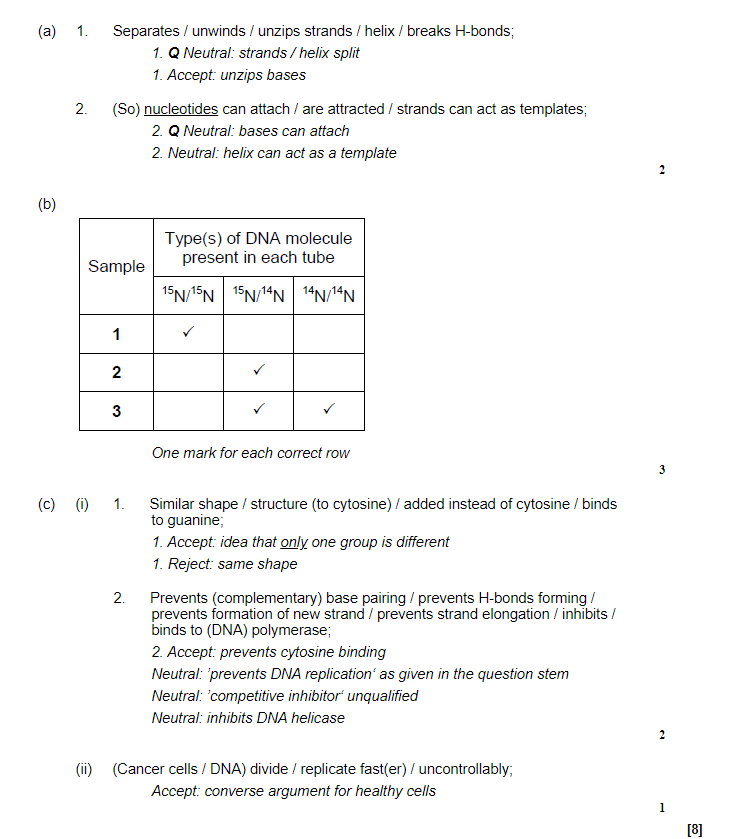 (a) 1. Separates / unwinds / unzips strands / helix / breaks H-bonds;
1. Q Neutral: strands / helix split
1. Accept: unzips bases
2. (So) nucleotides can attach / are attracted / strands can act as templates;
2. Q Neutral: bases can attach
2. Neutral: helix can act as a template
2
(b)
Sample
Type(s) of DNA molecule
present in each tube
¹⁵N/¹⁵N ¹⁵N/¹⁴N ¹⁴N/¹⁴N
1 ✓
2 ✓
3 ✓ ✓
One mark for each correct row
3
(c) (i) 1. Similar shape / structure (to cytosine) / added instead of cytosine / binds
to guanine;
1. Accept: idea that only one group is different
1. Reject: same shape
2. Prevents (complementary) base pairing / prevents H-bonds forming /
prevents formation of new strand / prevents strand elongation / inhibits /
binds to (DNA) polymerase;
2. Accept: prevents cytosine binding
Neutral: 'prevents DNA replication' as given in the question stem
Neutral: 'competitive inhibitor' unqualified
Neutral: inhibits DNA helicase
2
(ii) (Cancer cells / DNA) divide / replicate fast(er) / uncontrollably;
Accept: converse argument for healthy cells
1
[8]